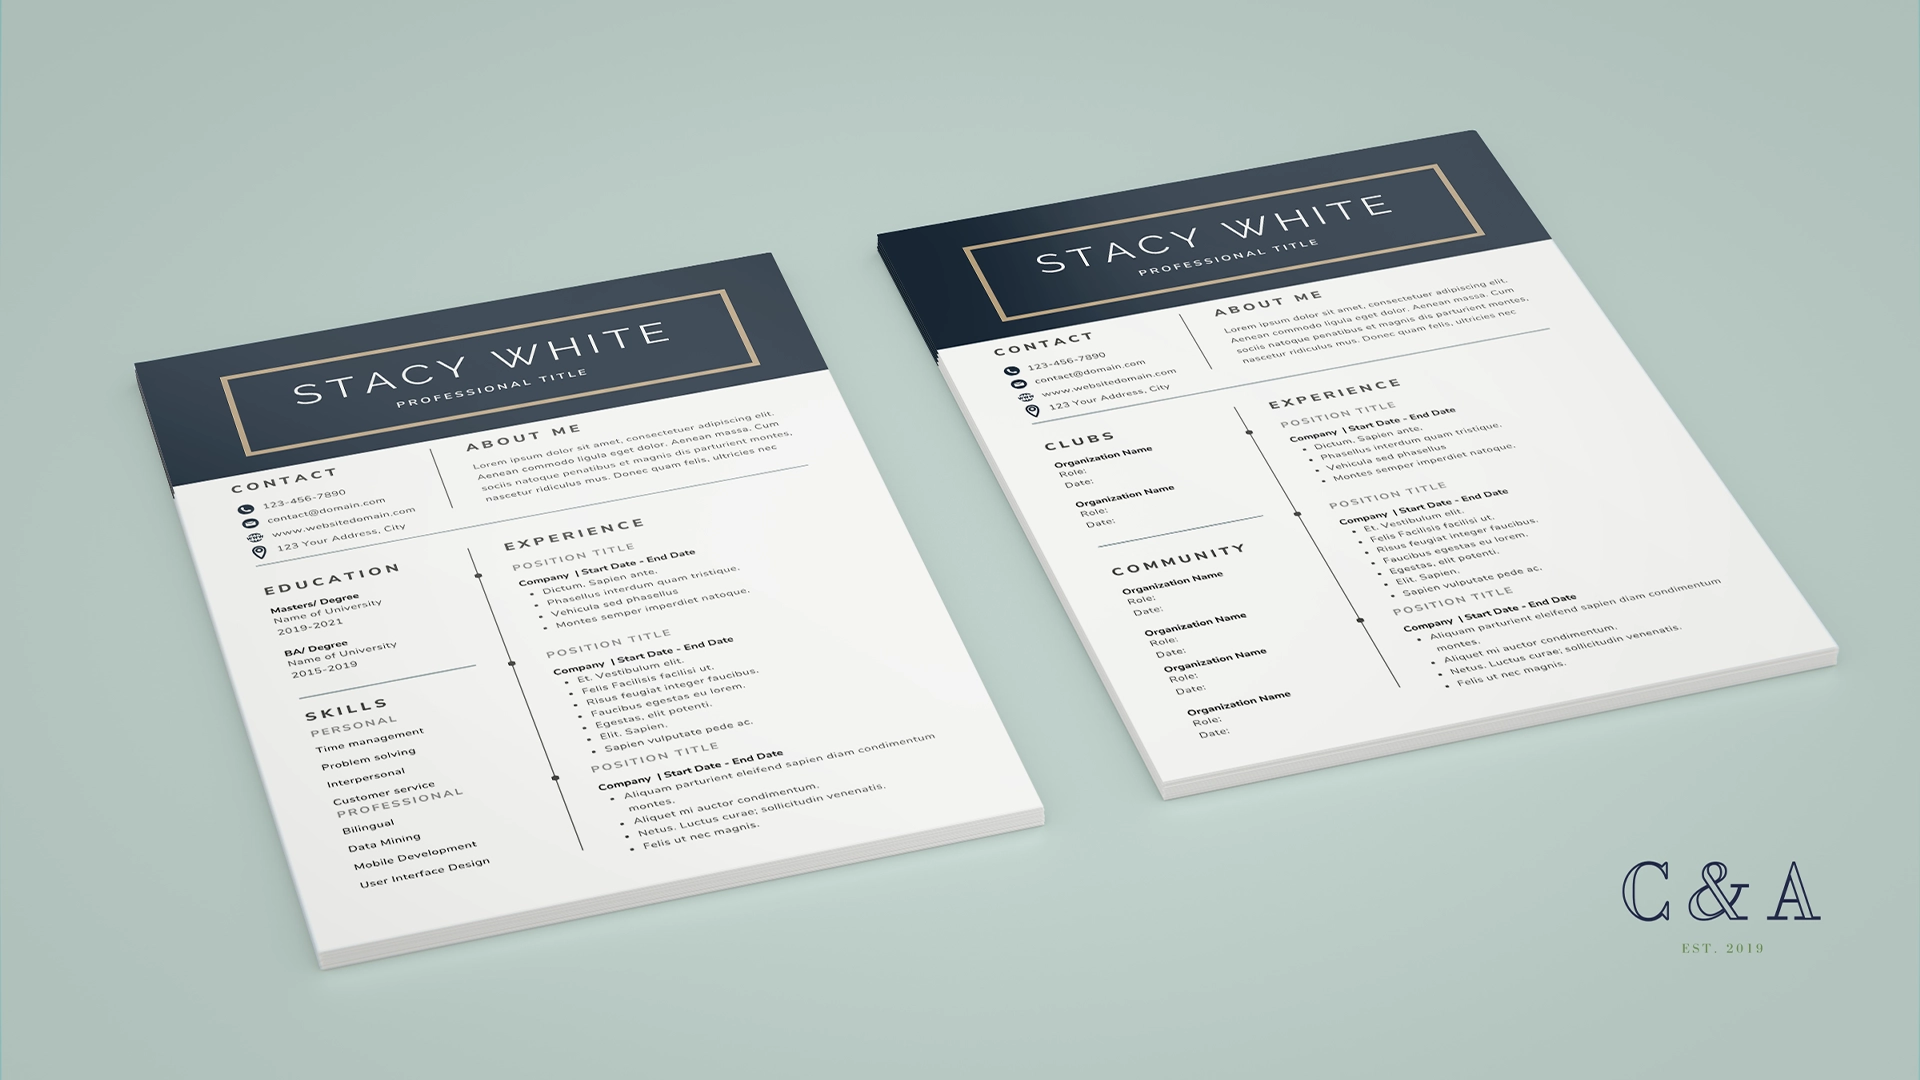 STACY WHITE
PROFESSIONAL TITLE
CONTACT
123-456-7890
contact@domain.com
www.websitedomain.com
123 Your Address, City
ABOUT ME
Lorem ipsum dolor sit amet, consectetuer adipiscing elit.
Aenean commodo ligula eget dolor. Aenean massa. Cum
sociis natoque penatibus et magnis dis parturient montes,
nascetur ridiculus mus. Donec quam felis, ultricies nec
EDUCATION
Masters/ Degree
Name of University
2019-2021
BA/ Degree
Name of University
2015-2019
SKILLS
PERSONAL
Time management
Problem solving
Interpersonal
Customer service
PROFESSIONAL
Bilingual
Data Mining
Mobile Development
User Interface Design
EXPERIENCE
POSITION TITLE
Company | Start Date - End Date
• Dictum, Sapien ante.
• Phasellus interdum quam tristique.
• Vehicula sed phasellus
• Montes semper imperdiet natoque.
POSITION TITLE
Company | Start Date - End Date
• Et. Vestibulum elit.
• Felis Facilisis facilisi ut.
• Risus feugiat integer faucibus.
• Faucibus egestas eu lorem.
• Egestas, elit potenti.
• Elit. Sapien.
• Sapien vulputate pede ac.
POSITION TITLE
Company | Start Date - End Date
• Aliquam parturient eleifend sapien diam condimentum
montes.
• Aliquet mi auctor condimentum.
• Netus. Luctus curae; sollicitudin venenatis.
• Felis ut nec magnis.
STACY WHITE
PROFESSIONAL TITLE
CONTACT
123-456-7890
contact@domain.com
www.websitedomain.com
123 Your Address, City
ABOUT ME
Lorem ipsum dolor sit amet, consectetuer adipiscing elit.
Aenean commodo ligula eget dolor. Aenean massa. Cum
sociis natoque penatibus et magnis dis parturient montes,
nascetur ridiculus mus. Donec quam felis, ultricies nec
CLUBS
Organization Name
Role:
Date:
Organization Name
Role:
Date:
COMMUNITY
Organization Name
Role:
Date:
Organization Name
Role:
Date:
Organization Name
Role:
Date:
Organization Name
Role:
Date:
EXPERIENCE
POSITION TITLE
Company | Start Date - End Date
• Dictum, Sapien ante.
• Phasellus interdum quam tristique.
• Vehicula sed phasellus
• Montes semper imperdiet natoque.
POSITION TITLE
Company | Start Date - End Date
• Et. Vestibulum elit.
• Felis Facilisis facilisi ut.
• Risus feugiat integer faucibus.
• Faucibus egestas eu lorem.
• Egestas, elit potenti.
• Elit. Sapien.
• Sapien vulputate pede ac.
POSITION TITLE
Company | Start Date - End Date
• Aliquam parturient eleifend sapien diam condimentum
montes.
• Aliquet mi auctor condimentum.
• Netus. Luctus curae; sollicitudin venenatis.
• Felis ut nec magnis.
C & A
EST. 2019